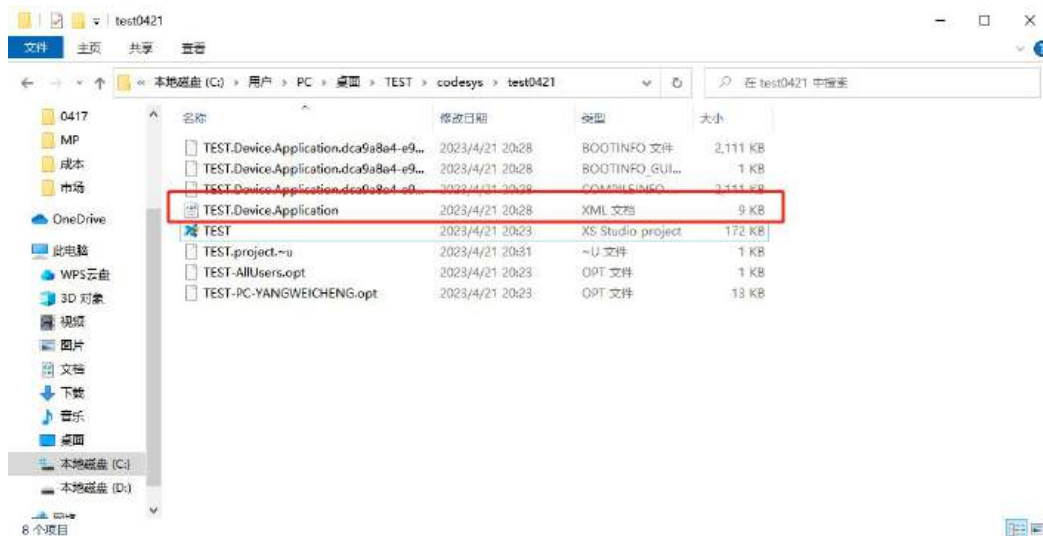 test0421
文件 主页 共享 查看
« 本地磁盘 (C:) › 用户 › PC › 桌面 › TEST › codesys › test0421
在 test0421 中搜索
名称 修改日期 类型 大小
TEST.Device.Application.dca9a8a4-e9... 2023/4/21 20:28 BOOTINFO 文件 2,111 KB
TEST.Device.Application.dca9a8a4-e9... 2023/4/21 20:28 BOOTINFO_GUI... 1 KB
TEST.Device.Application.dca9a8a4-e9... 2023/4/21 20:28 COMPILEINFO 2,111 KB
TEST.Device.Application 2023/4/21 20:28 XML 文档 9 KB
TEST 2023/4/21 20:23 XS Studio project 172 KB
TEST.project.~u 2023/4/21 20:31 ~U 文件 1 KB
TEST-AllUsers.opt 2023/4/21 20:23 OPT 文件 1 KB
TEST-PC-YANGWEICHENG.opt 2023/4/21 20:23 OPT 文件 13 KB
0417
MP
成本
市场
OneDrive
此电脑
WPS云盘
3D 对象
视频
图片
文档
下载
音乐
桌面
本地磁盘 (C:)
本地磁盘 (D:)
8 个项目